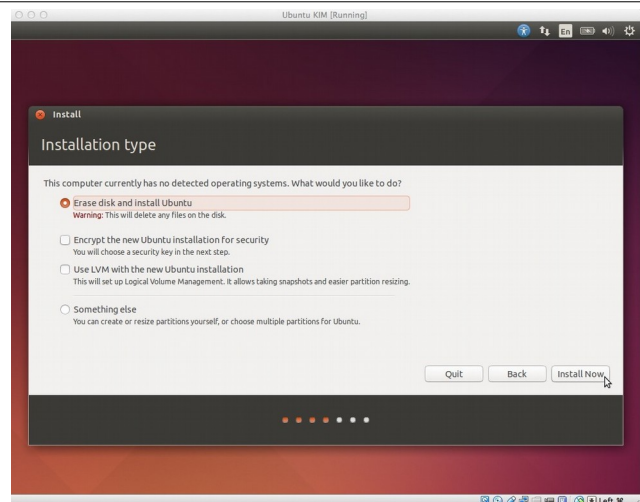 Ubuntu KIM [Running]
En
Install
Installation type
This computer currently has no detected operating systems. What would you like to do?
Erase disk and install Ubuntu
Warning: This will delete any files on the disk.
Encrypt the new Ubuntu installation for security
You will choose a security key in the next step.
Use LVM with the new Ubuntu installation
This will set up Logical Volume Management. It allows taking snapshots and easier partition resizing.
Something else
You can create or resize partitions yourself, or choose multiple partitions for Ubuntu.
Quit
Back
Install Now
Left ⌘